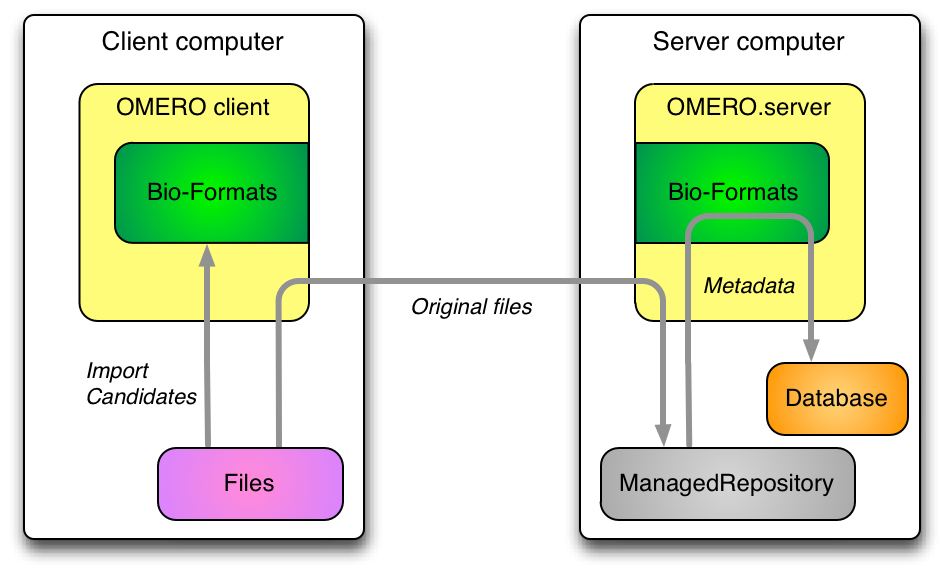 Client computer
OMERO client
Bio-Formats
Import
Candidates
Files
Original files
Server computer
OMERO.server
Bio-Formats
Metadata
Database
ManagedRepository